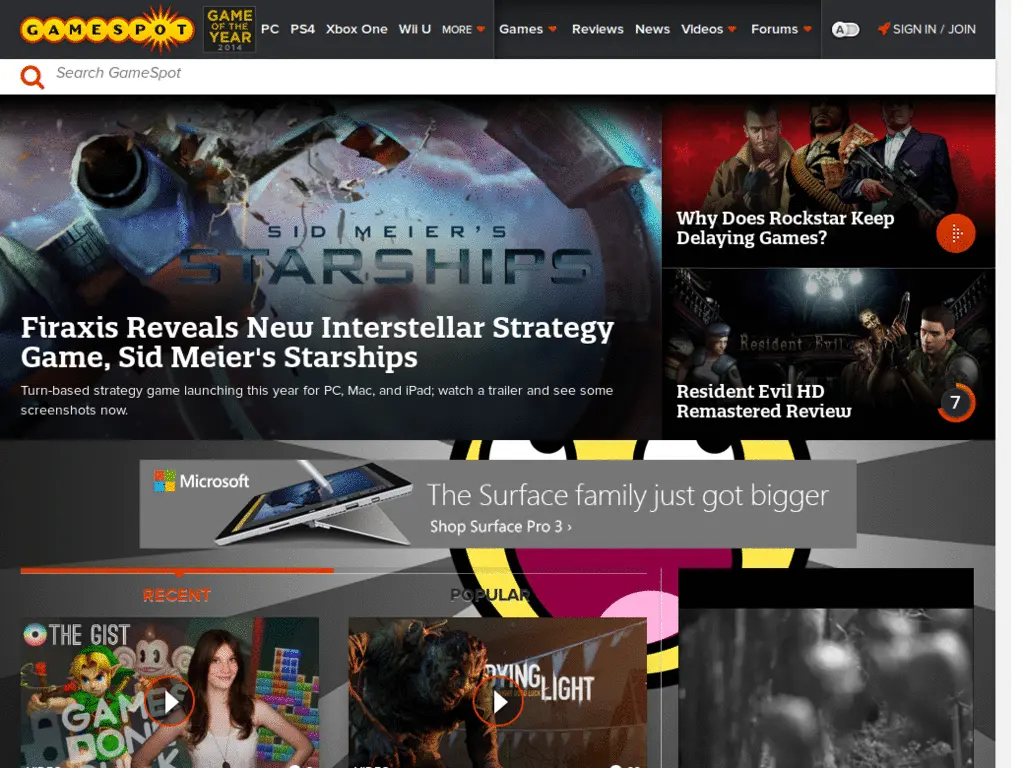 GAMESPOT
GAME
OF THE
YEAR
2014
PC PS4 Xbox One Wii U MORE Games Reviews News Videos Forums A SIGN IN / JOIN
Search GameSpot
SID MEIER'S
STARSHIPS
Firaxis Reveals New Interstellar Strategy
Game, Sid Meier's Starships
Turn-based strategy game launching this year for PC, Mac, and iPad; watch a trailer and see some
screenshots now.
Why Does Rockstar Keep
Delaying Games?
Resident Evil
Resident Evil HD
Remastered Review
7
Microsoft
The Surface family just got bigger
Shop Surface Pro 3 ›
RECENT
POPULAR
THE GIST
DYING
LIGHT